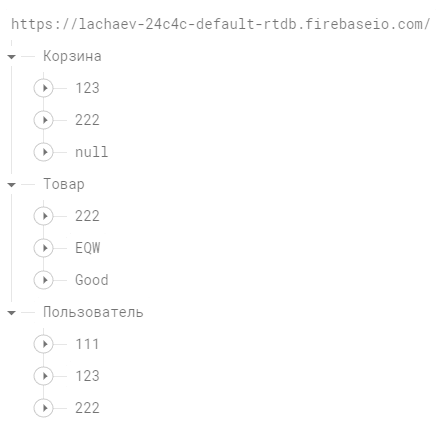 https://lachaev-24c4c-default-rtdb.firebaseio.com/
Корзина
123
222
null
Товар
222
EQW
Good
Пользователь
111
123
222